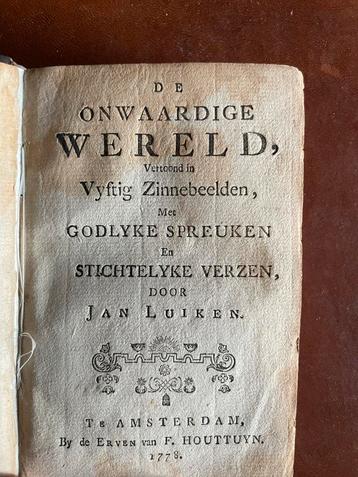 DE
ONWAARDIGE
WERELD,
Vertoond in
Vyftig Zinnebeelden,
Met
GODLYKE SPREUKEN
En
STICHTELYKE VERZEN,
DOOR
JAN LUIKEN.
Te AMSTERDAM,
By de ERVEN van F. HOUTTUYN.
1778.